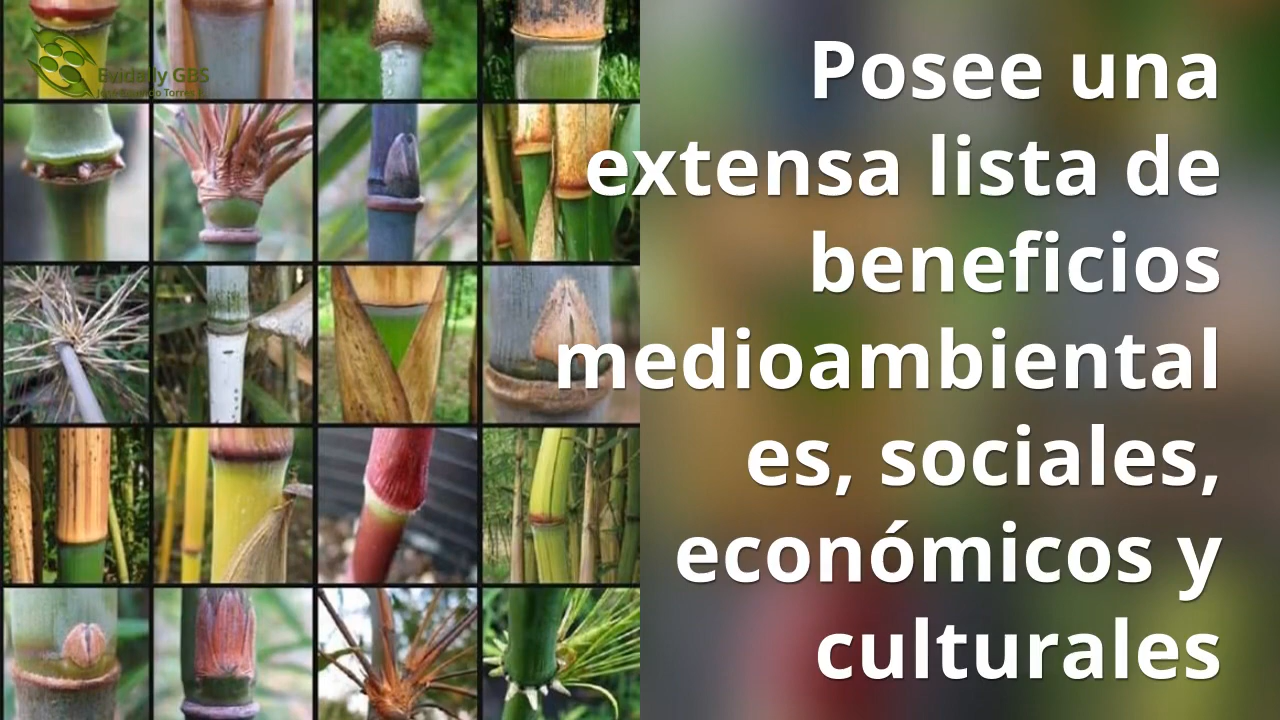 Evidally GBS
Posee una
extensa lista de
beneficios
medioambiental
es, sociales,
económicos y
culturales